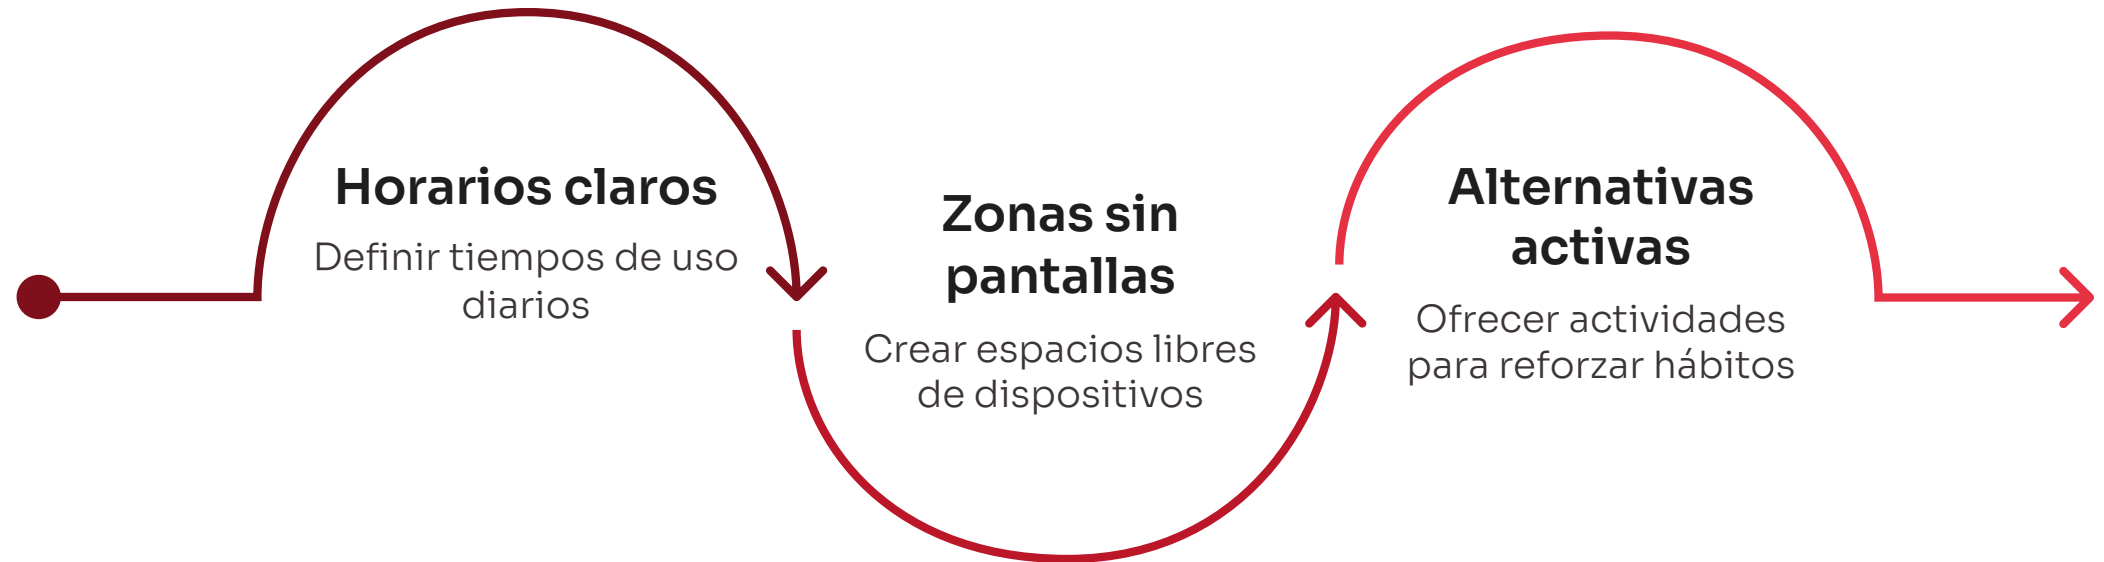 Horarios claros
Definir tiempos de uso
diarios
Zonas sin
pantallas
Crear espacios libres
de dispositivos
Alternativas
activas
Ofrecer actividades
para reforzar hábitos